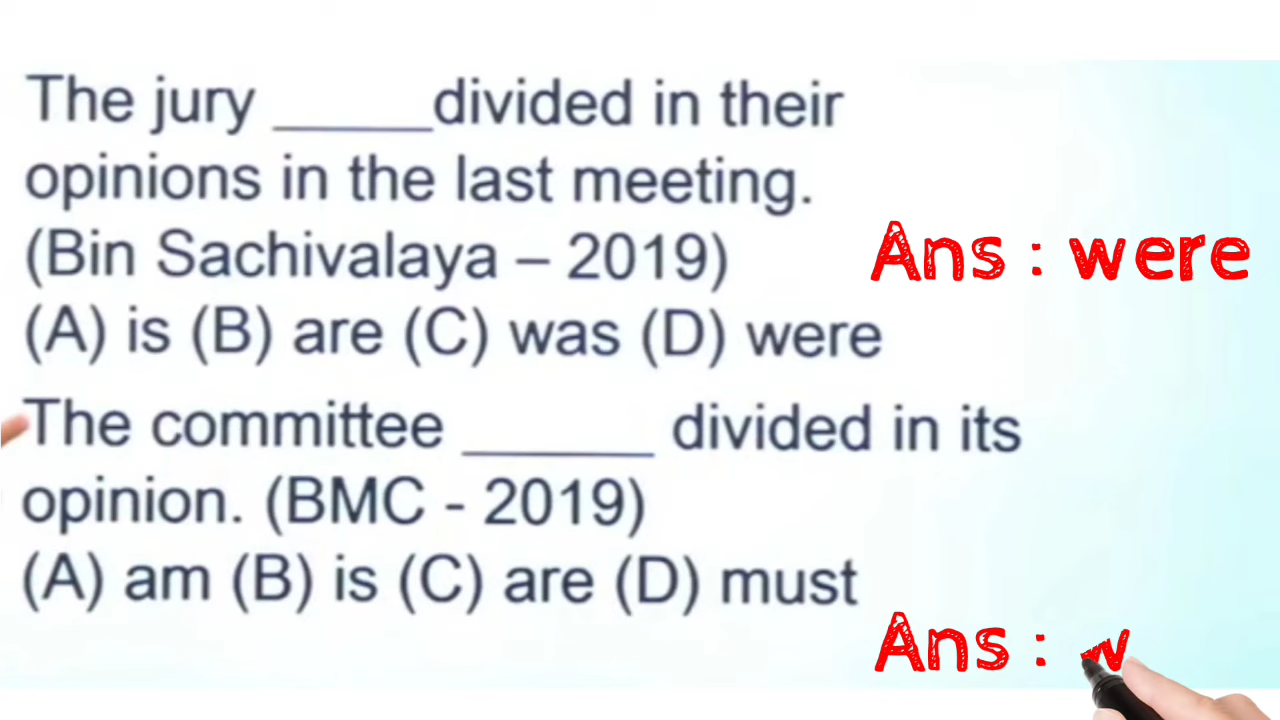 The jury _____divided in their
opinions in the last meeting.
(Bin Sachivalaya – 2019)
Ans : were
(A) is (B) are (C) was (D) were
The committee ______ divided in its
opinion. (BMC - 2019)
(A) am (B) is (C) are (D) must
Ans : w